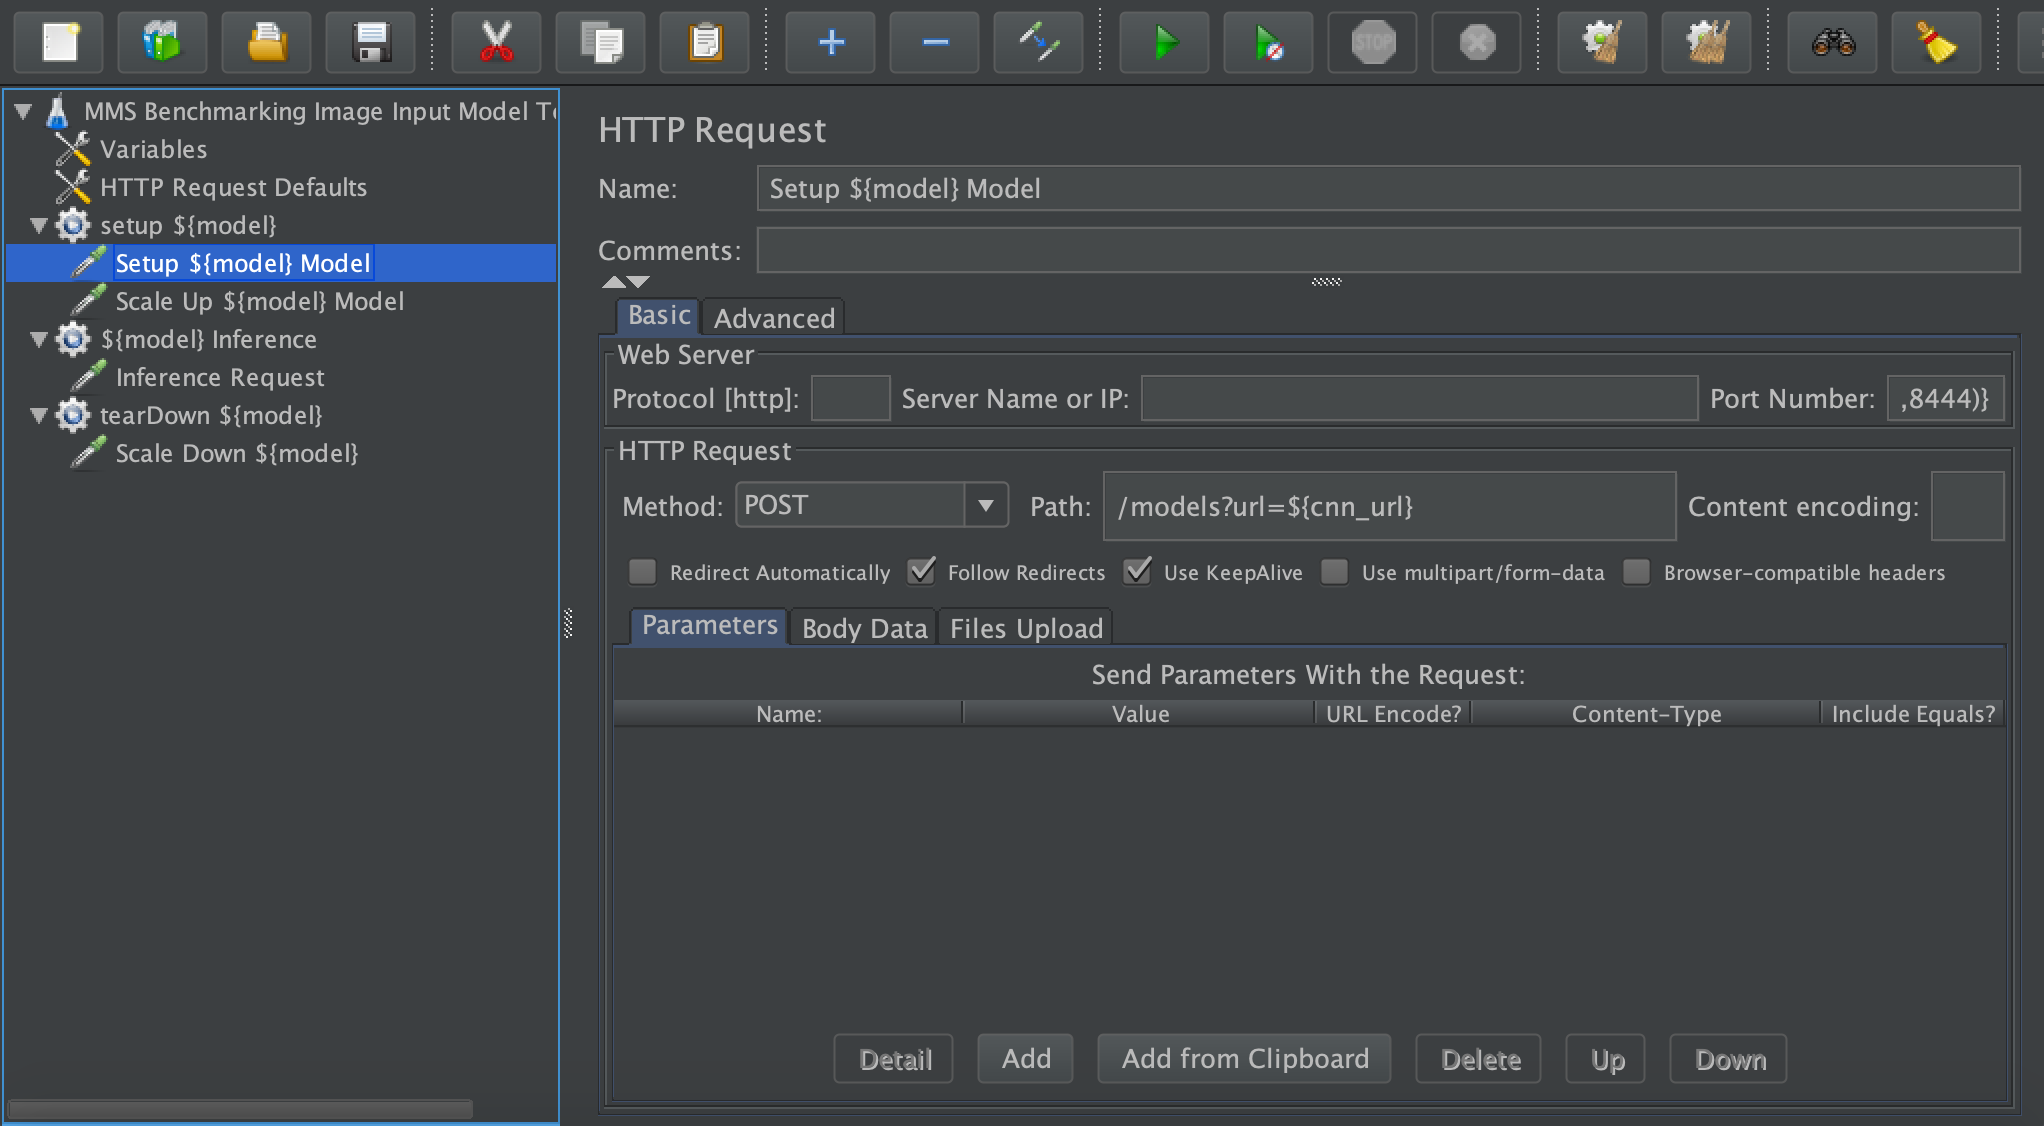 STOP
MMS Benchmarking Image Input Model
Variables
HTTP Request Defaults
setup ${model}
Setup ${model} Model
Scale Up ${model} Model
${model} Inference
Inference Request
tearDown ${model}
Scale Down ${model}
HTTP Request
Name: Setup ${model} Model
Comments:
Basic Advanced
Web Server
Protocol [http]: Server Name or IP: Port Number: ,8444)}
HTTP Request
Method: POST Path: /models?url=${cnn_url} Content encoding:
Redirect Automatically Follow Redirects Use KeepAlive Use multipart/form-data Browser-compatible headers
Parameters Body Data Files Upload
Send Parameters With the Request:
Name: Value URL Encode? Content-Type Include Equals?
Detail Add Add from Clipboard Delete Up Down